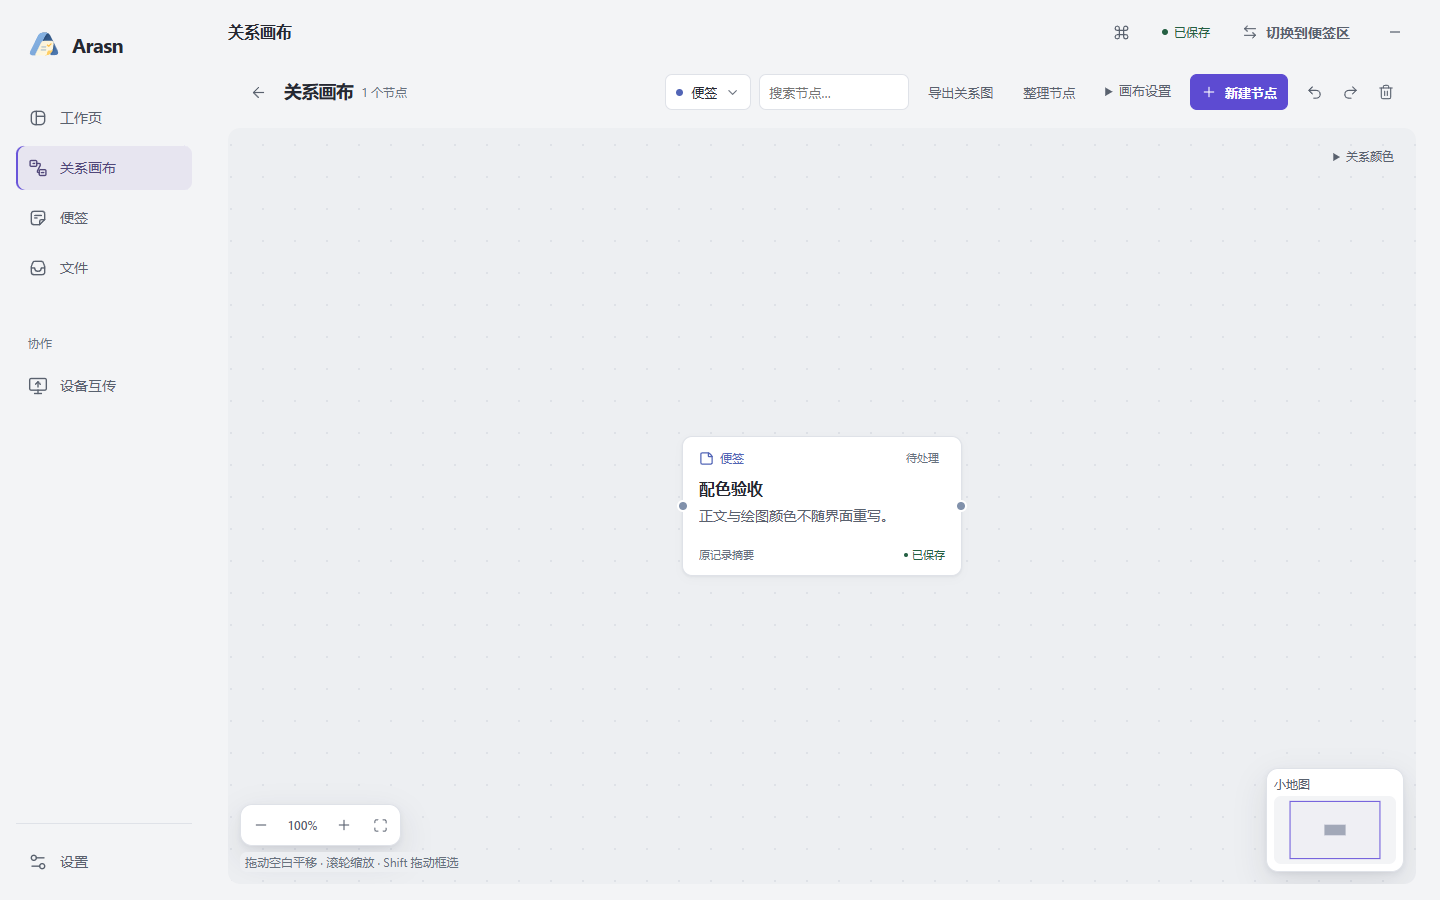 Arasn
工作页
关系画布
便签
文件
协作
设备互传
设置
关系画布
已保存
切换到便签区
关系画布 1 个节点
便签
搜索节点...
导出关系图
整理节点
画布设置
新建节点
关系颜色
便签
待处理
配色验收
正文与绘图颜色不随界面重写。
原记录摘要
已保存
100%
拖动空白平移 · 滚轮缩放 · Shift 拖动框选
小地图